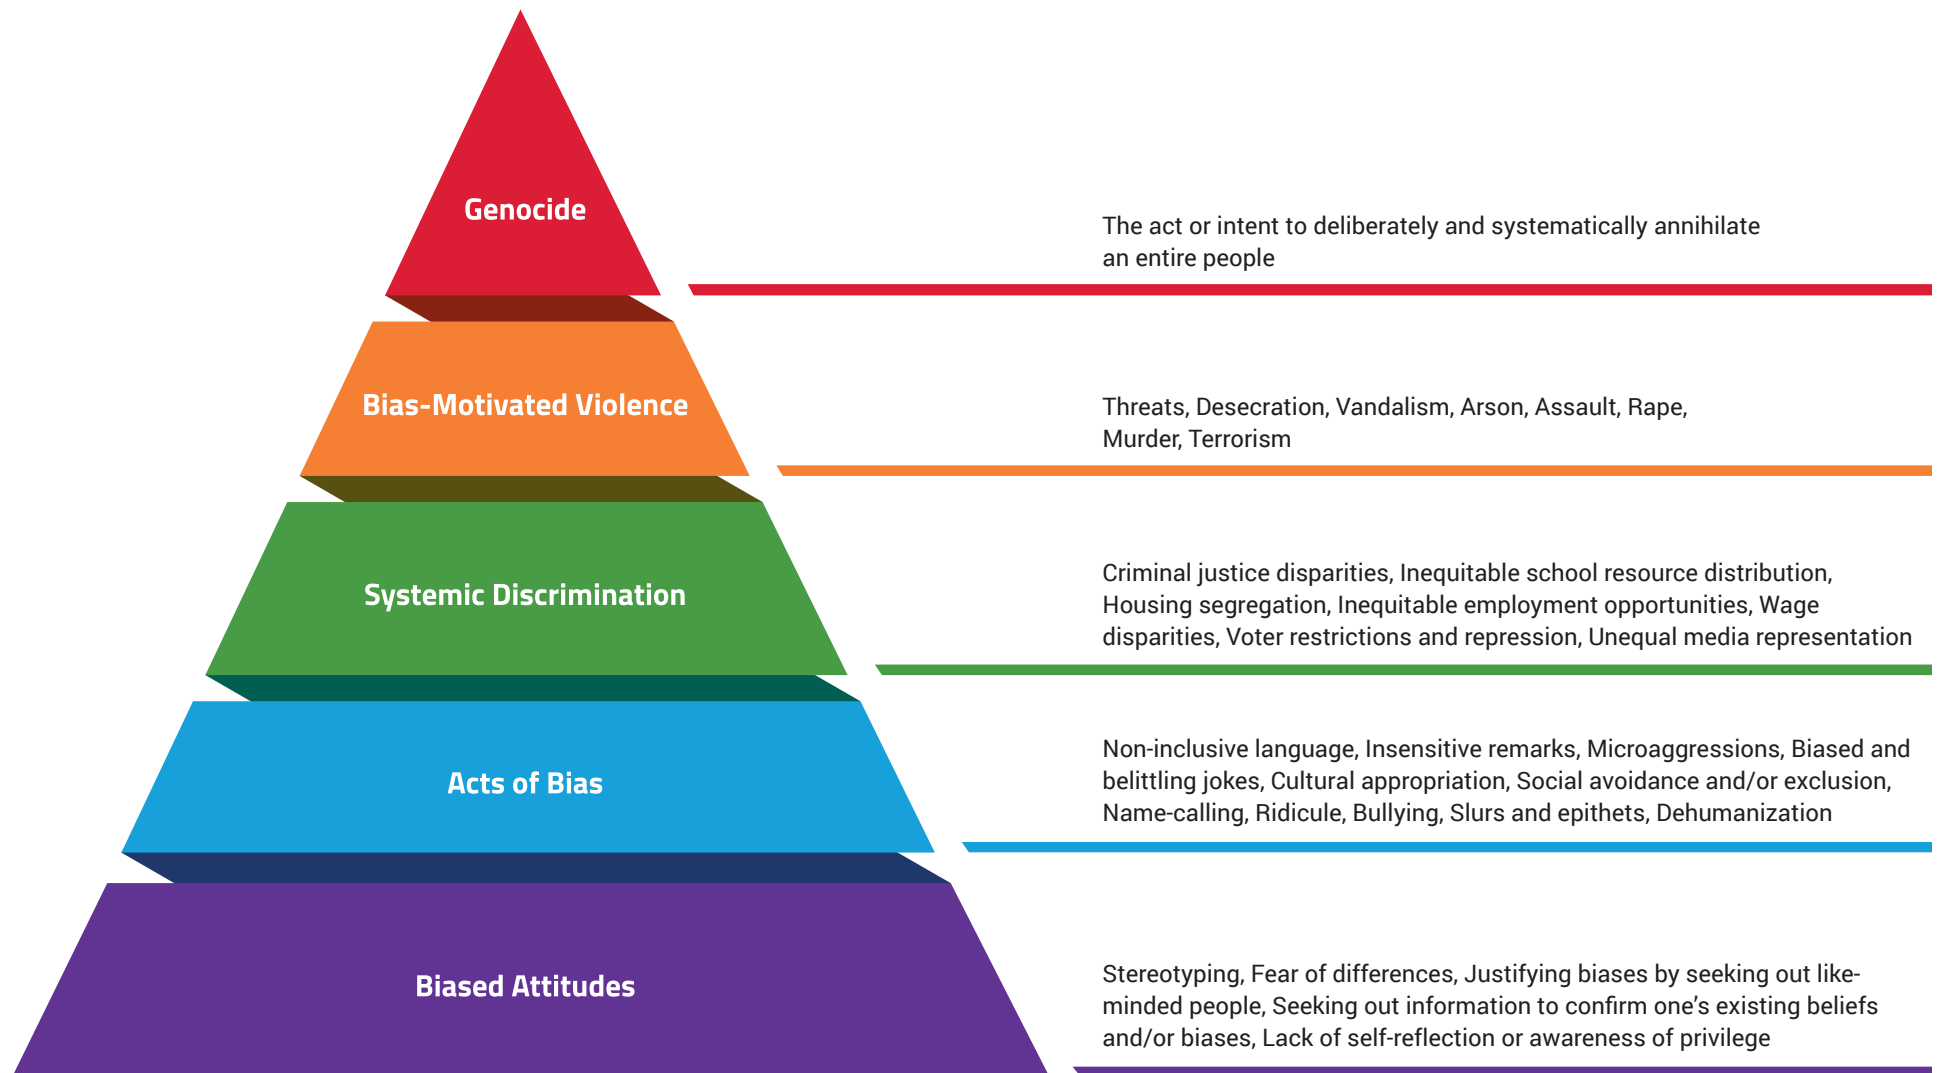 Genocide
The act or intent to deliberately and systematically annihilate
an entire people
Bias-Motivated Violence
Threats, Desecration, Vandalism, Arson, Assault, Rape,
Murder, Terrorism
Systemic Discrimination
Criminal justice disparities, Inequitable school resource distribution,
Housing segregation, Inequitable employment opportunities, Wage
disparities, Voter restrictions and repression, Unequal media representation
Acts of Bias
Non-inclusive language, Insensitive remarks, Microaggressions, Biased and
belittling jokes, Cultural appropriation, Social avoidance and/or exclusion,
Name-calling, Ridicule, Bullying, Slurs and epithets, Dehumanization
Biased Attitudes
Stereotyping, Fear of differences, Justifying biases by seeking out like-
minded people, Seeking out information to confirm one’s existing beliefs
and/or biases, Lack of self-reflection or awareness of privilege